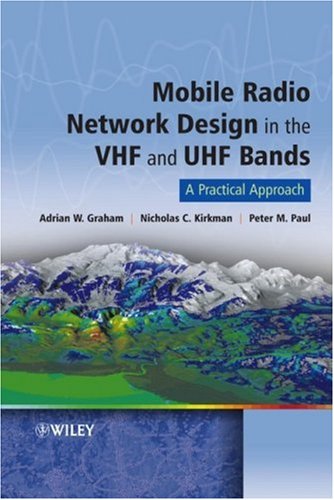 Mobile Radio
Network Design in the
VHF and UHF Bands
A Practical Approach
Adrian W. Graham | Nicholas C. Kirkman | Peter M. Paul
WILEY